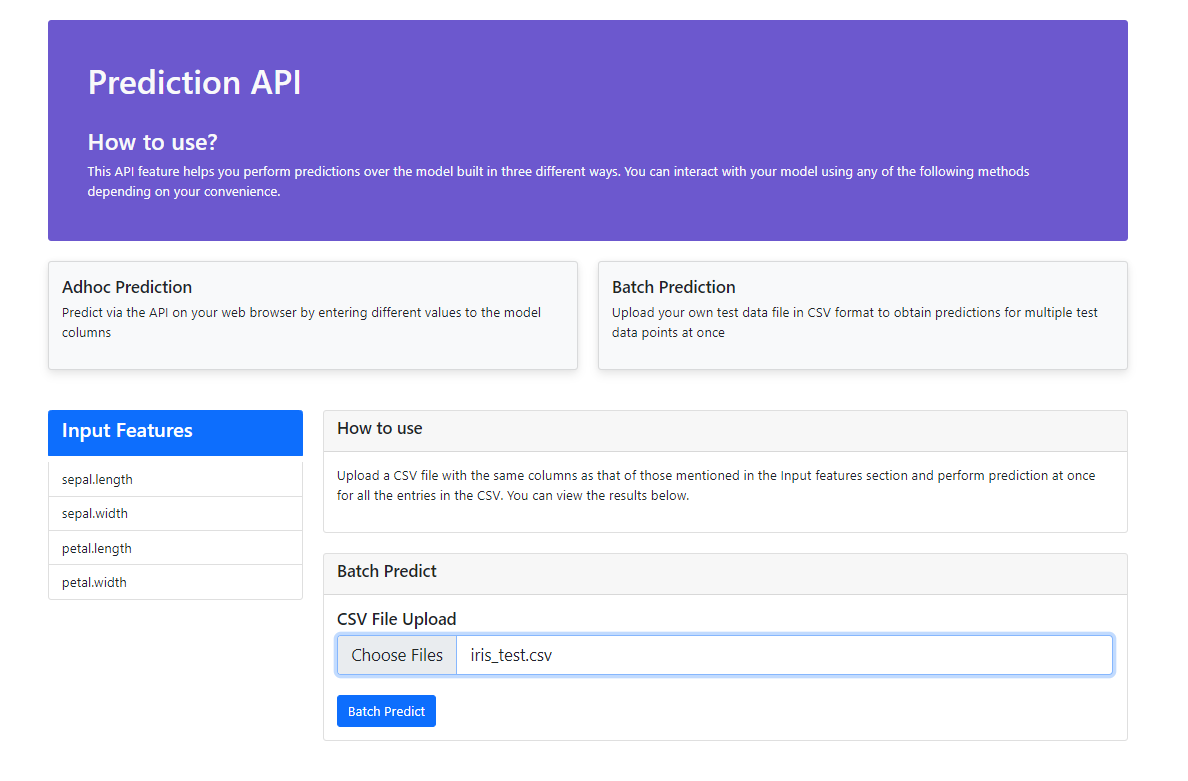 Prediction API
How to use?
This API feature helps you perform predictions over the model built in three different ways. You can interact with your model using any of the following methods
depending on your convenience.
Adhoc Prediction
Predict via the API on your web browser by entering different values to the model
columns
Batch Prediction
Upload your own test data file in CSV format to obtain predictions for multiple test
data points at once
Input Features
sepal.length
sepal.width
petal.length
petal.width
How to use
Upload a CSV file with the same columns as that of those mentioned in the Input features section and perform prediction at once
for all the entries in the CSV. You can view the results below.
Batch Predict
CSV File Upload
Choose Files iris_test.csv
Batch Predict